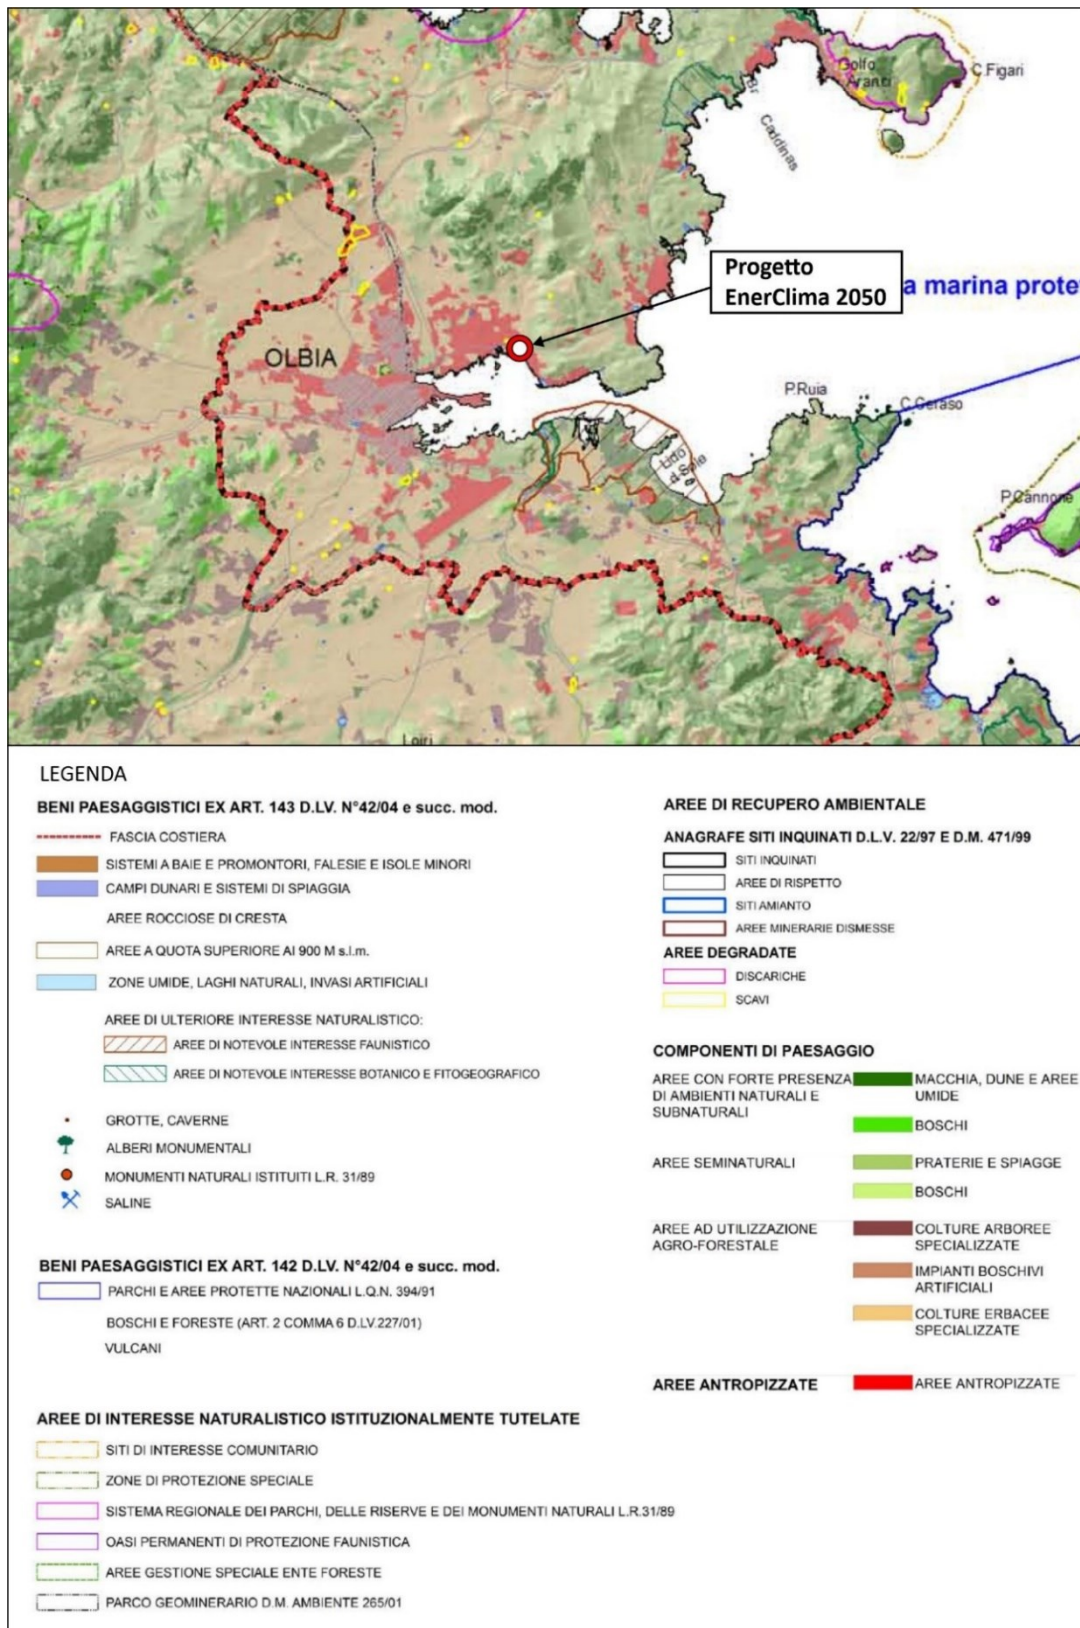 C.Figari
Golfo
Aranci
Br
Caddinas
Progetto
EnerClima 2050
a marina prote
OLBIA
P.Ruia
C.Ceraso
Lido
d.Sole
P.Cannone
Loiri
LEGENDA
BENI PAESAGGISTICI EX ART. 143 D.LV. N°42/04 e succ. mod.
FASCIA COSTIERA
SISTEMI A BAIE E PROMONTORI, FALESIE E ISOLE MINORI
CAMPI DUNARI E SISTEMI DI SPIAGGIA
AREE ROCCIOSE DI CRESTA
AREE A QUOTA SUPERIORE AI 900 M s.l.m.
ZONE UMIDE, LAGHI NATURALI, INVASI ARTIFICIALI
AREE DI ULTERIORE INTERESSE NATURALISTICO:
AREE DI NOTEVOLE INTERESSE FAUNISTICO
AREE DI NOTEVOLE INTERESSE BOTANICO E FITOGEOGRAFICO
GROTTE, CAVERNE
ALBERI MONUMENTALI
MONUMENTI NATURALI ISTITUITI L.R. 31/89
SALINE
BENI PAESAGGISTICI EX ART. 142 D.LV. N°42/04 e succ. mod.
PARCHI E AREE PROTETTE NAZIONALI L.Q.N. 394/91
BOSCHI E FORESTE (ART. 2 COMMA 6 D.LV.227/01)
VULCANI
AREE DI INTERESSE NATURALISTICO ISTITUZIONALMENTE TUTELATE
SITI DI INTERESSE COMUNITARIO
ZONE DI PROTEZIONE SPECIALE
SISTEMA REGIONALE DEI PARCHI, DELLE RISERVE E DEI MONUMENTI NATURALI L.R.31/89
OASI PERMANENTI DI PROTEZIONE FAUNISTICA
AREE GESTIONE SPECIALE ENTE FORESTE
PARCO GEOMINERARIO D.M. AMBIENTE 265/01
AREE DI RECUPERO AMBIENTALE
ANAGRAFE SITI INQUINATI D.L.V. 22/97 E D.M. 471/99
SITI INQUINATI
AREE DI RISPETTO
SITI AMIANTO
AREE MINERARIE DISMESSE
AREE DEGRADATE
DISCARICHE
SCAVI
COMPONENTI DI PAESAGGIO
AREE CON FORTE PRESENZA
DI AMBIENTI NATURALI E
SUBNATURALI
MACCHIA, DUNE E AREE
UMIDE
BOSCHI
AREE SEMINATURALI
PRATERIE E SPIAGGE
BOSCHI
AREE AD UTILIZZAZIONE
AGRO-FORESTALE
COLTURE ARBOREE
SPECIALIZZATE
IMPIANTI BOSCHIVI
ARTIFICIALI
COLTURE ERBACEE
SPECIALIZZATE
AREE ANTROPIZZATE
AREE ANTROPIZZATE